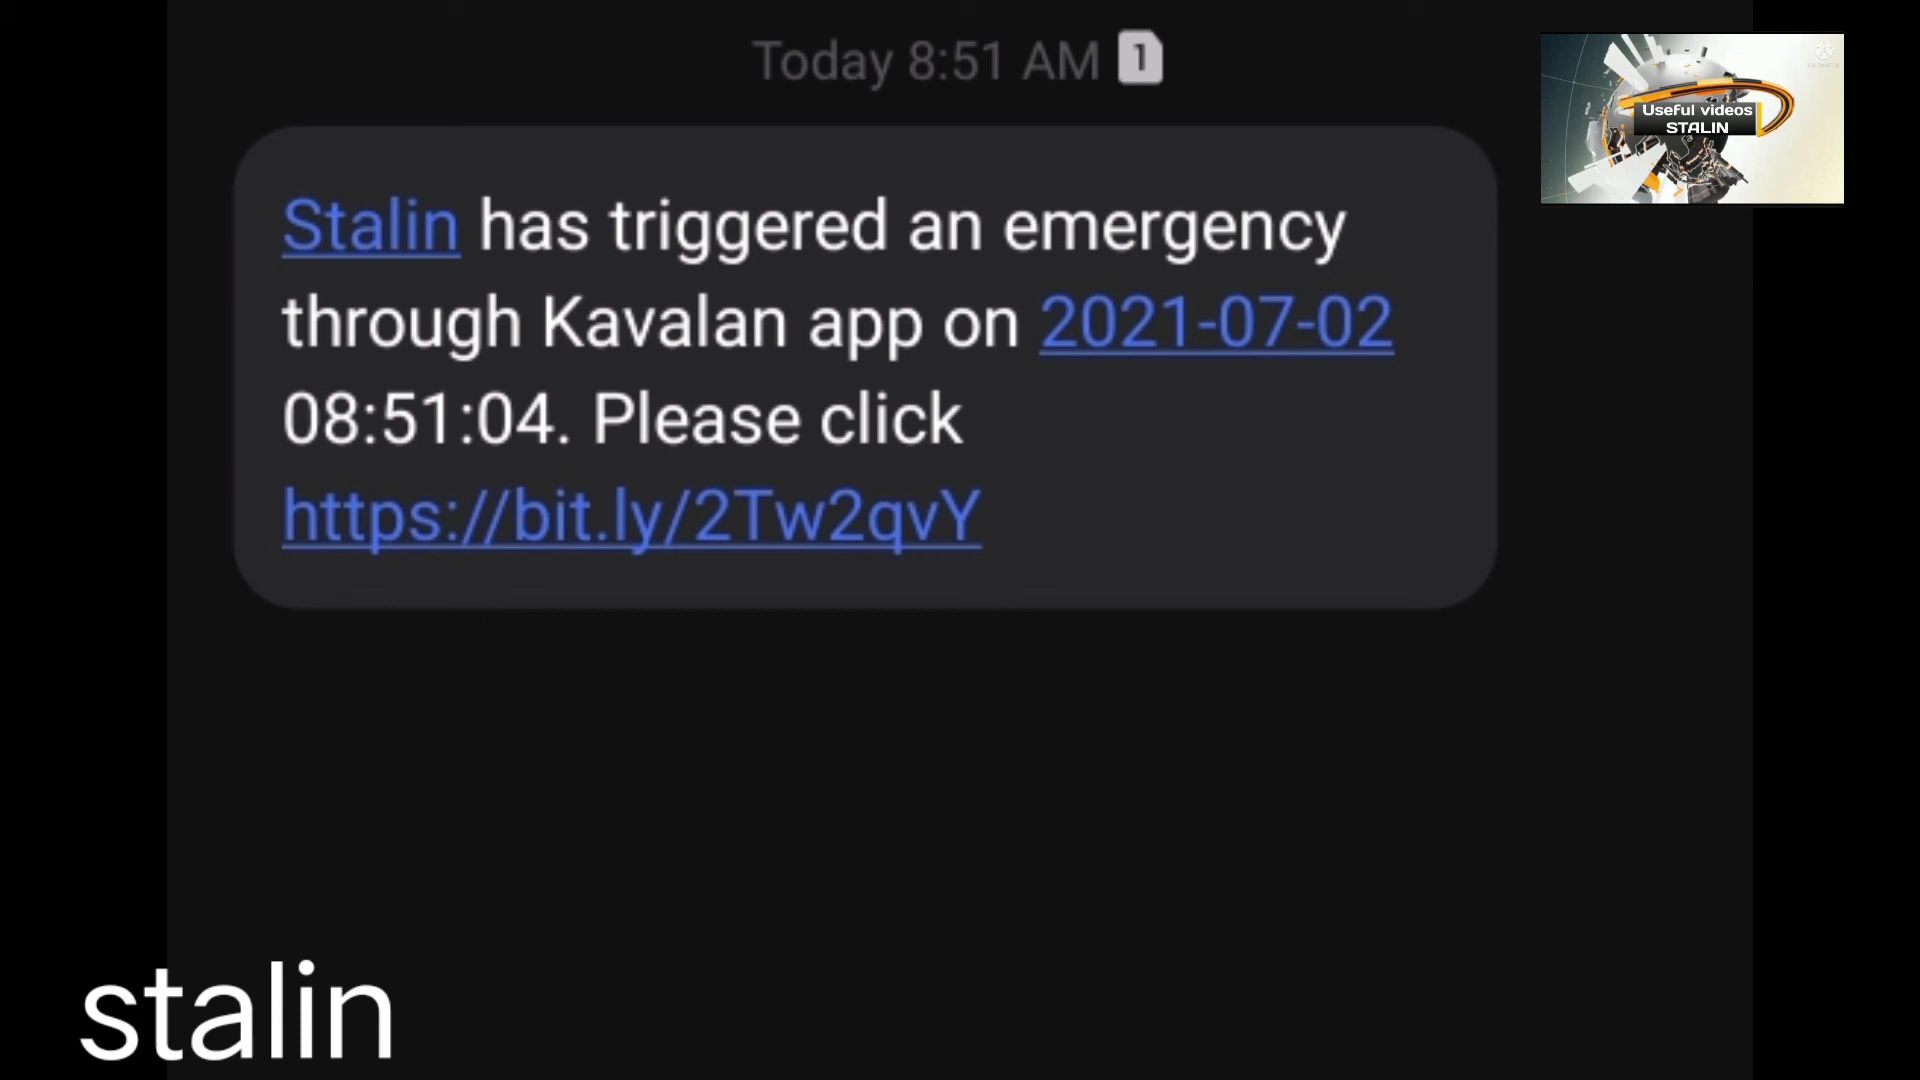 Today 8:51 AM 1
Useful videos
STALIN
Stalin has triggered an emergency
through Kavalan app on 2021-07-02
08:51:04. Please click
https://bit.ly/2Tw2qvY
stalin